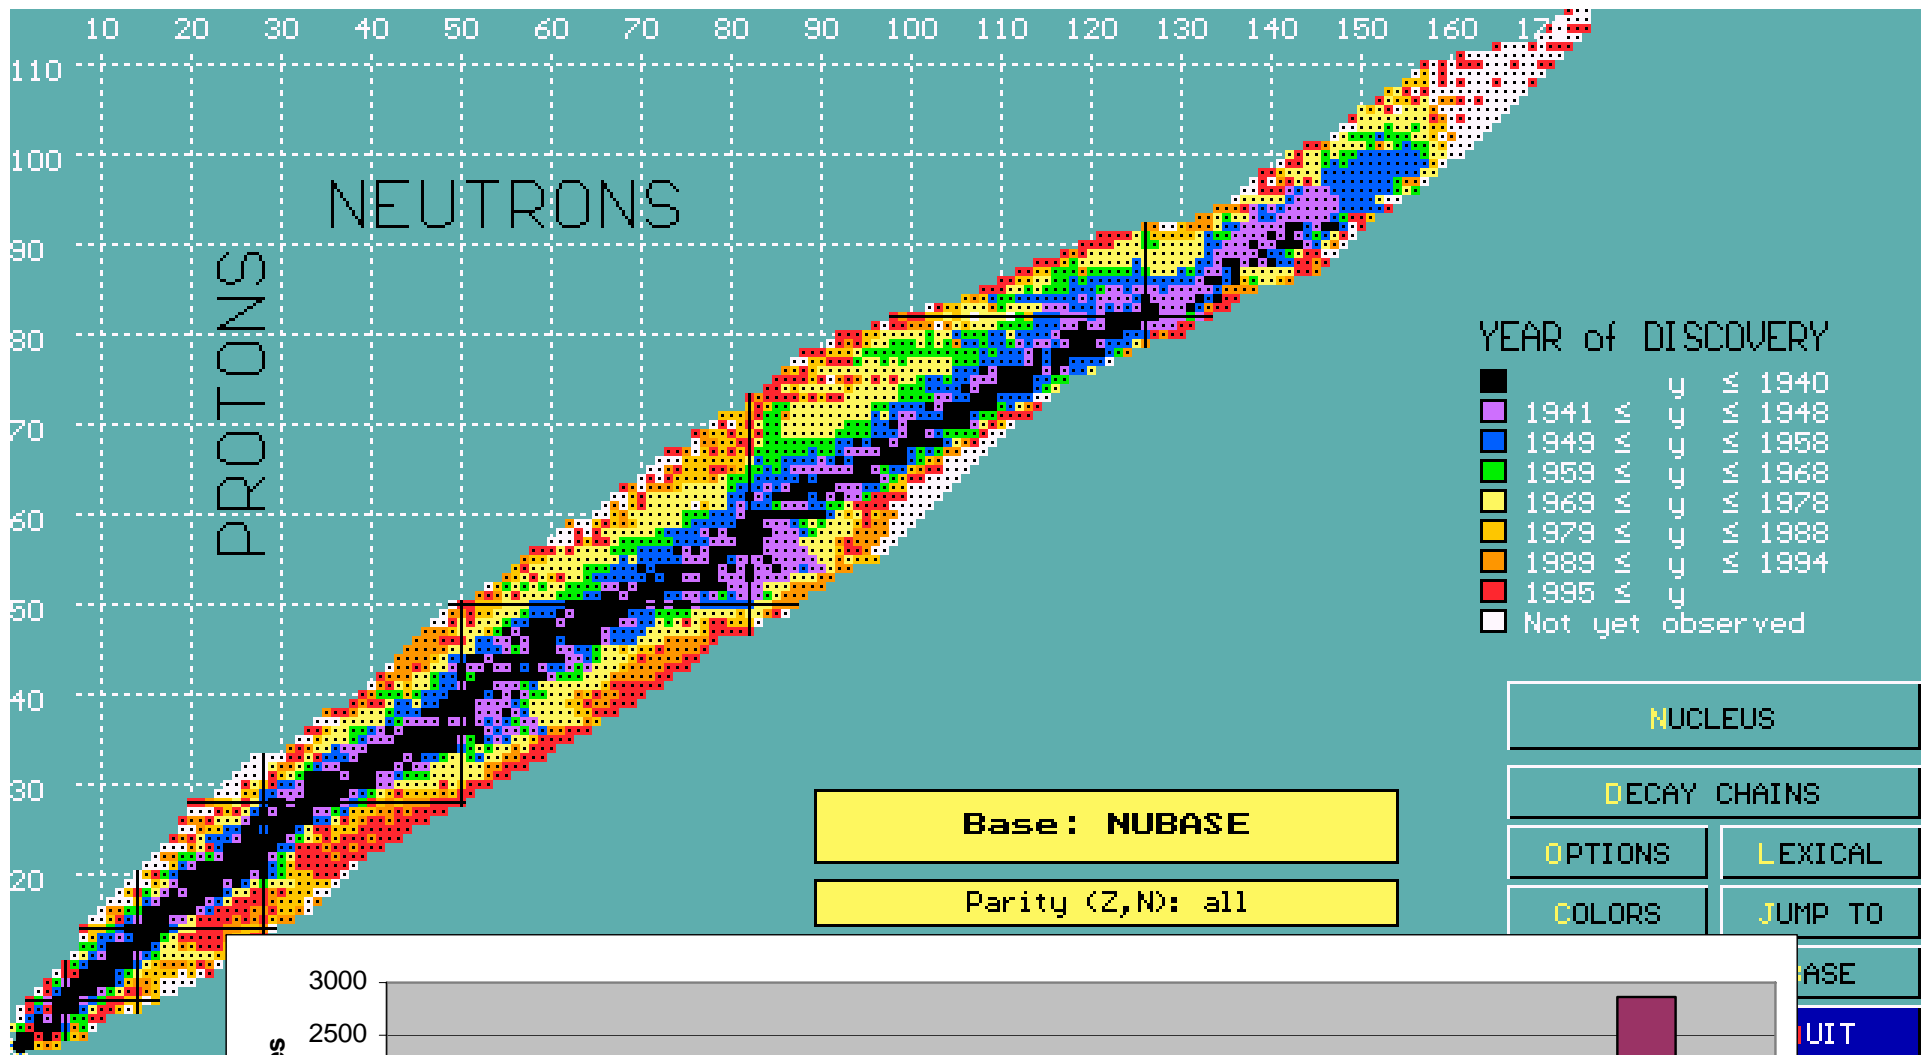 10 20 30 40 50 60 70 80 90 100 110 120 130 140 150 160
110
100
NEUTRONS
90
PROTONS
80
70
60
50
40
30
20
YEAR of DISCOVERY
y ≤ 1940
1941 ≤ y ≤ 1948
1949 ≤ y ≤ 1958
1959 ≤ y ≤ 1968
1969 ≤ y ≤ 1978
1979 ≤ y ≤ 1988
1989 ≤ y ≤ 1994
1995 ≤ y
Not yet observed
NUCLEUS
DECAY CHAINS
OPTIONS LEXICAL
COLORS JUMP TO
ASE
UIT
Base: NUBASE
Parity (Z,N): all
3000
2500